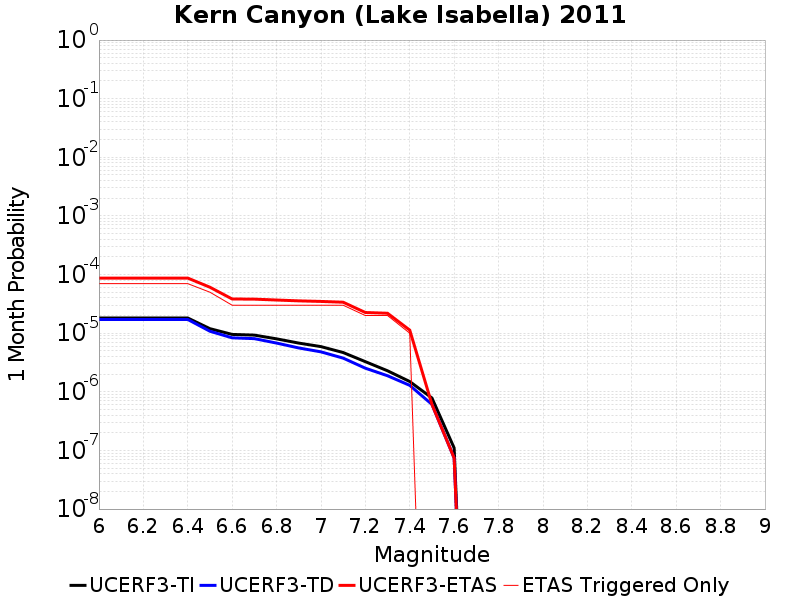 Kern Canyon (Lake Isabella) 2011
1 Month Probability
10^0
10^-1
10^-2
10^-3
10^-4
10^-5
10^-6
10^-7
10^-8
6 6.2 6.4 6.6 6.8 7 7.2 7.4 7.6 7.8 8 8.2 8.4 8.6 8.8 9
Magnitude
UCERF3-TI UCERF3-TD UCERF3-ETAS ETAS Triggered Only